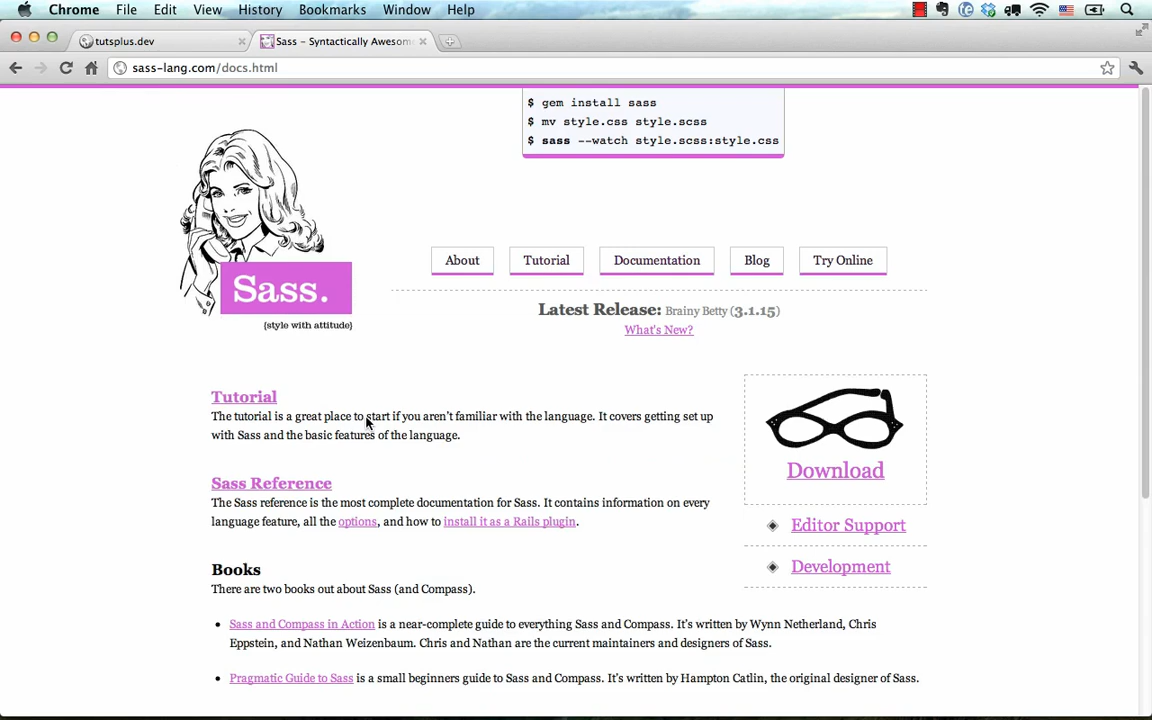 Chrome File Edit View History Bookmarks Window Help
tutsplus.dev
Sass - Syntactically Awesom
sass-lang.com/docs.html
$ gem install sass
$ mv style.css style.scss
$ sass --watch style.scss:style.css
Sass.
{style with attitude}
About Tutorial Documentation Blog Try Online
Latest Release: Brainy Betty (3.1.15)
What's New?
Tutorial
The tutorial is a great place to start if you aren't familiar with the language. It covers getting set up
with Sass and the basic features of the language.
Sass Reference
The Sass reference is the most complete documentation for Sass. It contains information on every
language feature, all the options, and how to install it as a Rails plugin.
Books
There are two books out about Sass (and Compass).
Sass and Compass in Action is a near-complete guide to everything Sass and Compass. It's written by Wynn Netherland, Chris
Eppstein, and Nathan Weizenbaum. Chris and Nathan are the current maintainers and designers of Sass.
Pragmatic Guide to Sass is a small beginners guide to Sass and Compass. It's written by Hampton Catlin, the original designer of Sass.
Download
Editor Support
Development